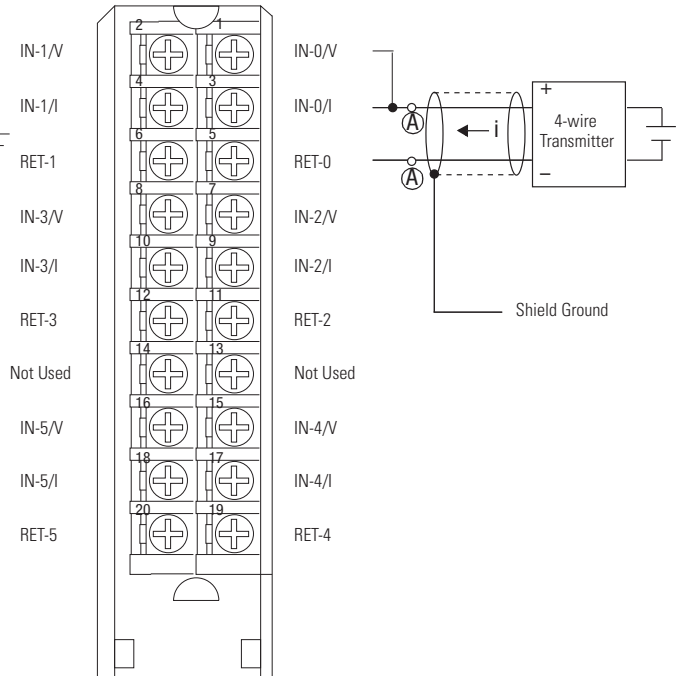 2 1
IN-1/V IN-0/V
4 3
IN-1/I IN-0/I
6 5
RET-1 RET-0
8 7
IN-3/V IN-2/V
10 9
IN-3/I IN-2/I
12 11
RET-3 RET-2
14 13
Not Used Not Used
16 15
IN-5/V IN-4/V
18 17
IN-5/I IN-4/I
20 19
RET-5 RET-4
+
A i 4-wire
Transmitter
A –
Shield Ground